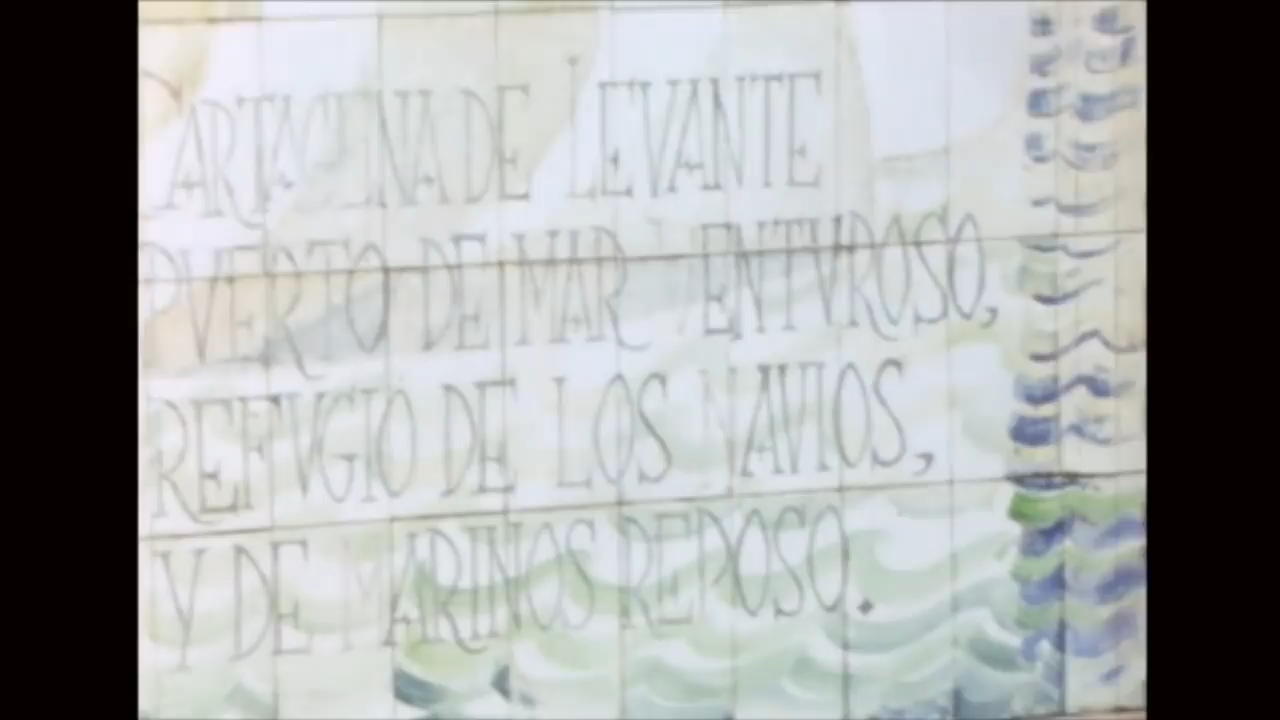 CARTAGENA DE LEVANTE
PVERTO DE MAR VENTVROSO,
REFVGIO DE LOS NAVIOS,
Y DE MARINOS REPOSO.